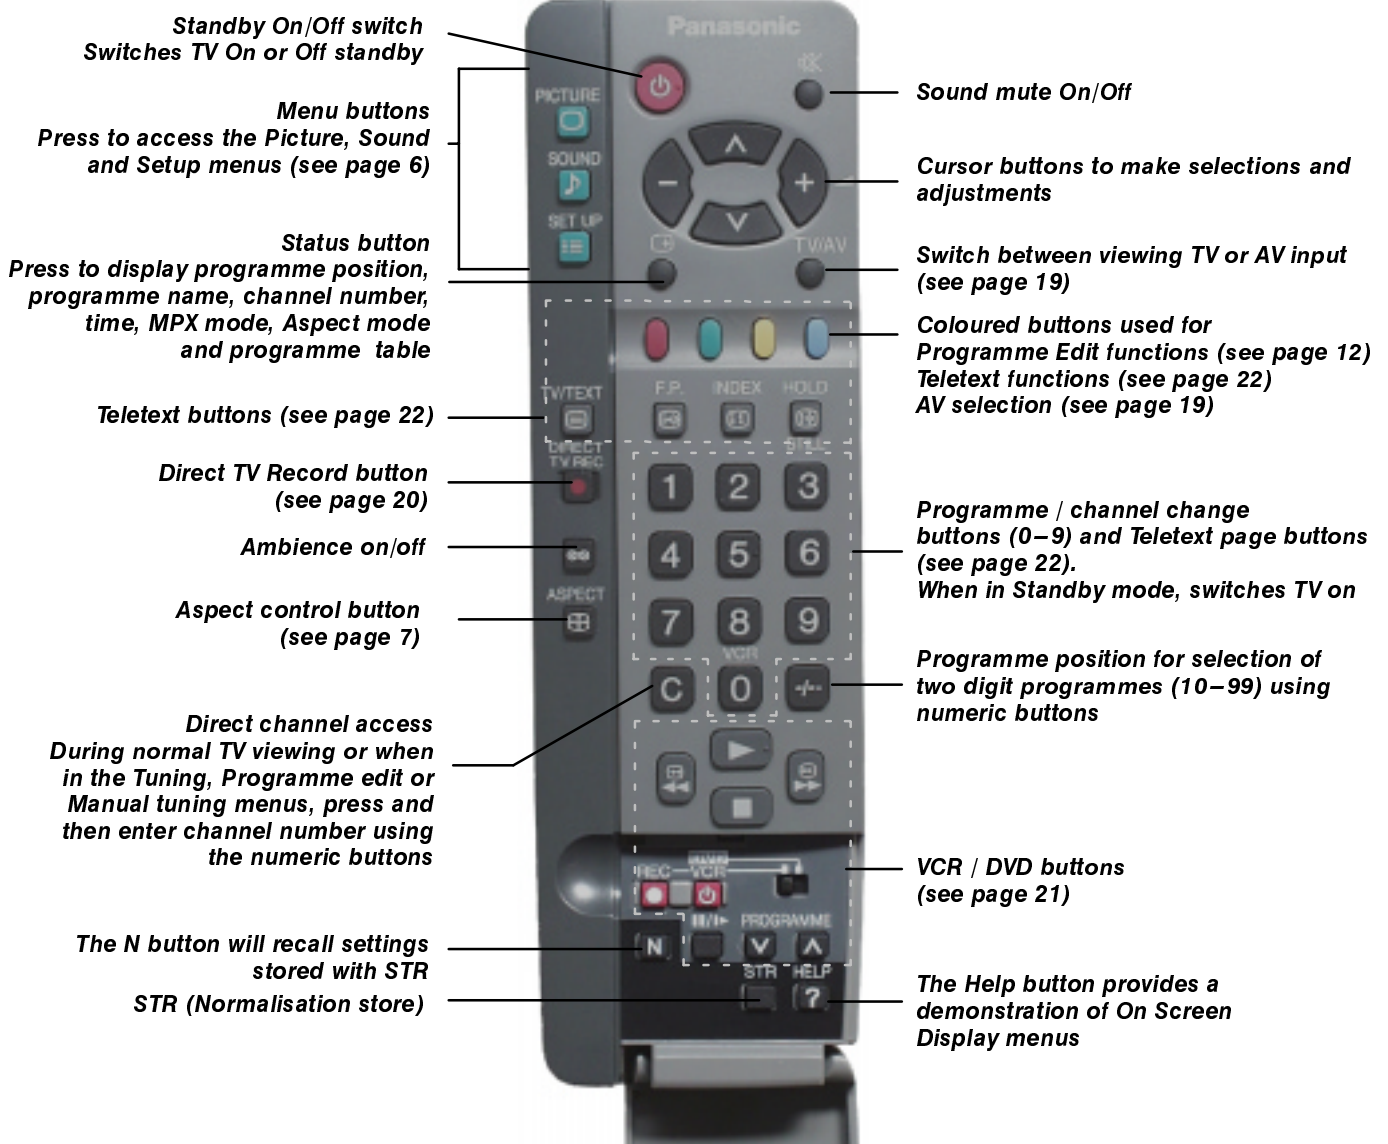 Standby On/Off switch
Switches TV On or Off standby
Menu buttons
Press to access the Picture, Sound
and Setup menus (see page 6)
Status button
Press to display programme position,
programme name, channel number,
time, MPX mode, Aspect mode
and programme table
Teletext buttons (see page 22)
Direct TV Record button
(see page 20)
Ambience on/off
Aspect control button
(see page 7)
Direct channel access
During normal TV viewing or when
in the Tuning, Programme edit or
Manual tuning menus, press and
then enter channel number using
the numeric buttons
The N button will recall settings
stored with STR
STR (Normalisation store)
Panasonic
PICTURE
SOUND
SET UP
TV/AV
TV/TEXT
F.P.
INDEX
HOLD
STILL
DIRECT
TV REC
1 2 3
4 5 6
ASPECT
7 8 9
VCR
C 0 -/--
REC VCR
PROGRAMME
N
STR HELP
?
Sound mute On/Off
Cursor buttons to make selections and
adjustments
Switch between viewing TV or AV input
(see page 19)
Coloured buttons used for
Programme Edit functions (see page 12)
Teletext functions (see page 22)
AV selection (see page 19)
Programme / channel change
buttons (0–9) and Teletext page buttons
(see page 22).
When in Standby mode, switches TV on
Programme position for selection of
two digit programmes (10–99) using
numeric buttons
VCR / DVD buttons
(see page 21)
The Help button provides a
demonstration of On Screen
Display menus